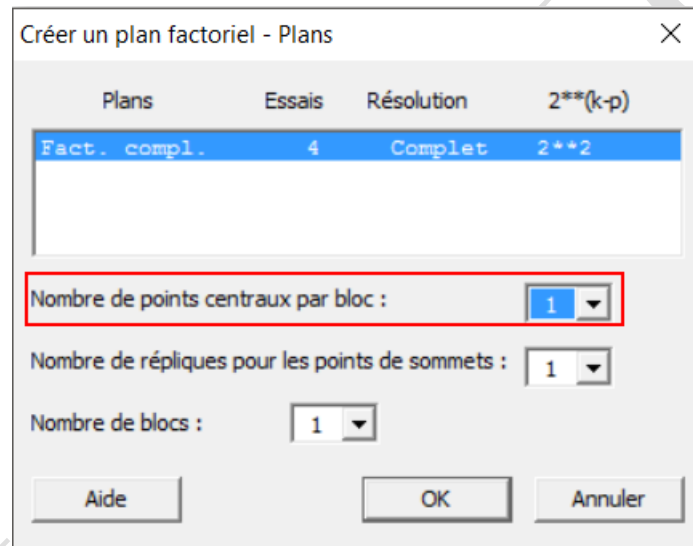 Créer un plan factoriel - Plans
Plans Essais Résolution 2**(k-p)
Fact. compl. 4 Complet 2**2
Nombre de points centraux par bloc : 1
Nombre de répliques pour les points de sommets : 1
Nombre de blocs : 1
Aide OK Annuler